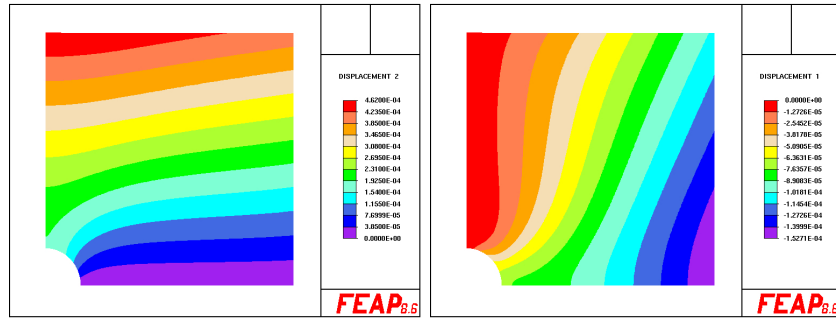 DISPLACEMENT 2
4.6200E-04
4.2350E-04
3.8500E-04
3.4650E-04
3.0800E-04
2.6950E-04
2.3100E-04
1.9250E-04
1.5400E-04
1.1550E-04
7.6999E-05
3.8500E-05
0.0000E+00
FEAP8.6
DISPLACEMENT 1
0.0000E+00
-1.2726E-05
-2.5452E-05
-3.8178E-05
-5.0905E-05
-6.3631E-05
-7.6357E-05
-8.9083E-05
-1.0181E-04
-1.1454E-04
-1.2726E-04
-1.3999E-04
-1.5271E-04
FEAP8.6